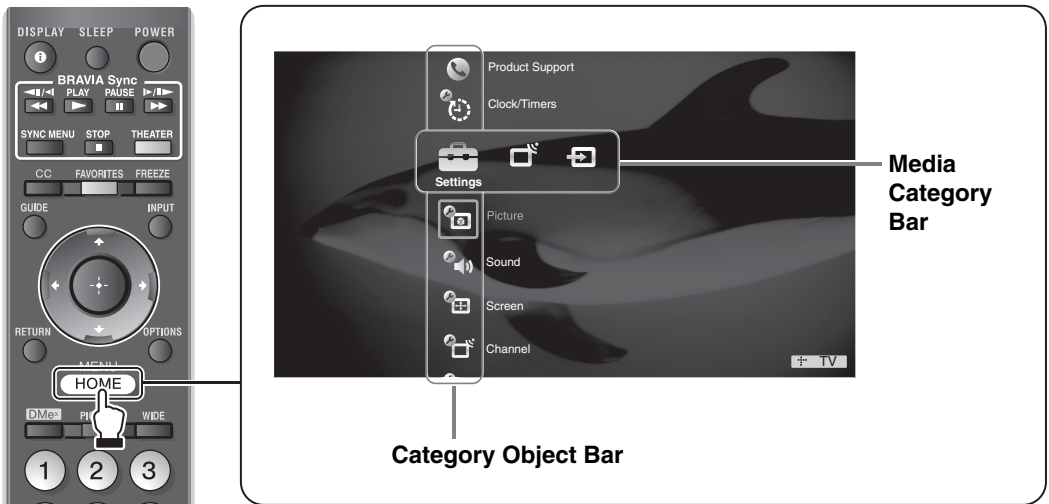 DISPLAY SLEEP POWER
BRAVIA Sync
PLAY PAUSE
SYNC MENU STOP THEATER
CC FAVORITES FREEZE
GUIDE INPUT
RETURN OPTIONS
MENU
HOME
DMex WIDE
1 2 3
Product Support
Clock/Timers
Settings
Picture
Sound
Screen
Channel
TV
Media
Category
Bar
Category Object Bar